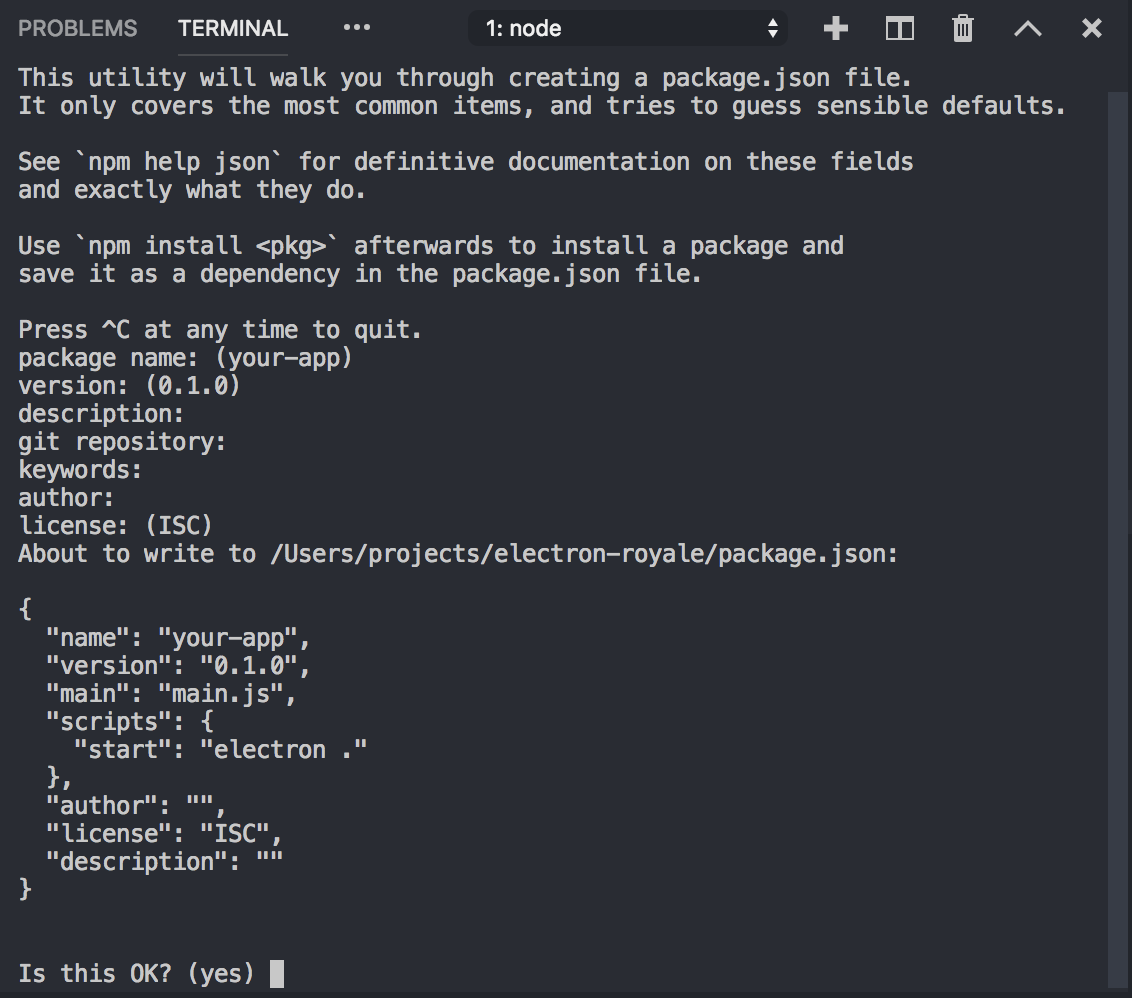 PROBLEMS TERMINAL ••• 1: node
This utility will walk you through creating a package.json file.
It only covers the most common items, and tries to guess sensible defaults.
See `npm help json` for definitive documentation on these fields
and exactly what they do.
Use `npm install <pkg>` afterwards to install a package and
save it as a dependency in the package.json file.
Press ^C at any time to quit.
package name: (your-app)
version: (0.1.0)
description:
git repository:
keywords:
author:
license: (ISC)
About to write to /Users/projects/electron-royale/package.json:
{
  "name": "your-app",
  "version": "0.1.0",
  "main": "main.js",
  "scripts": {
    "start": "electron ."
  },
  "author": "",
  "license": "ISC",
  "description": ""
}
Is this OK? (yes)